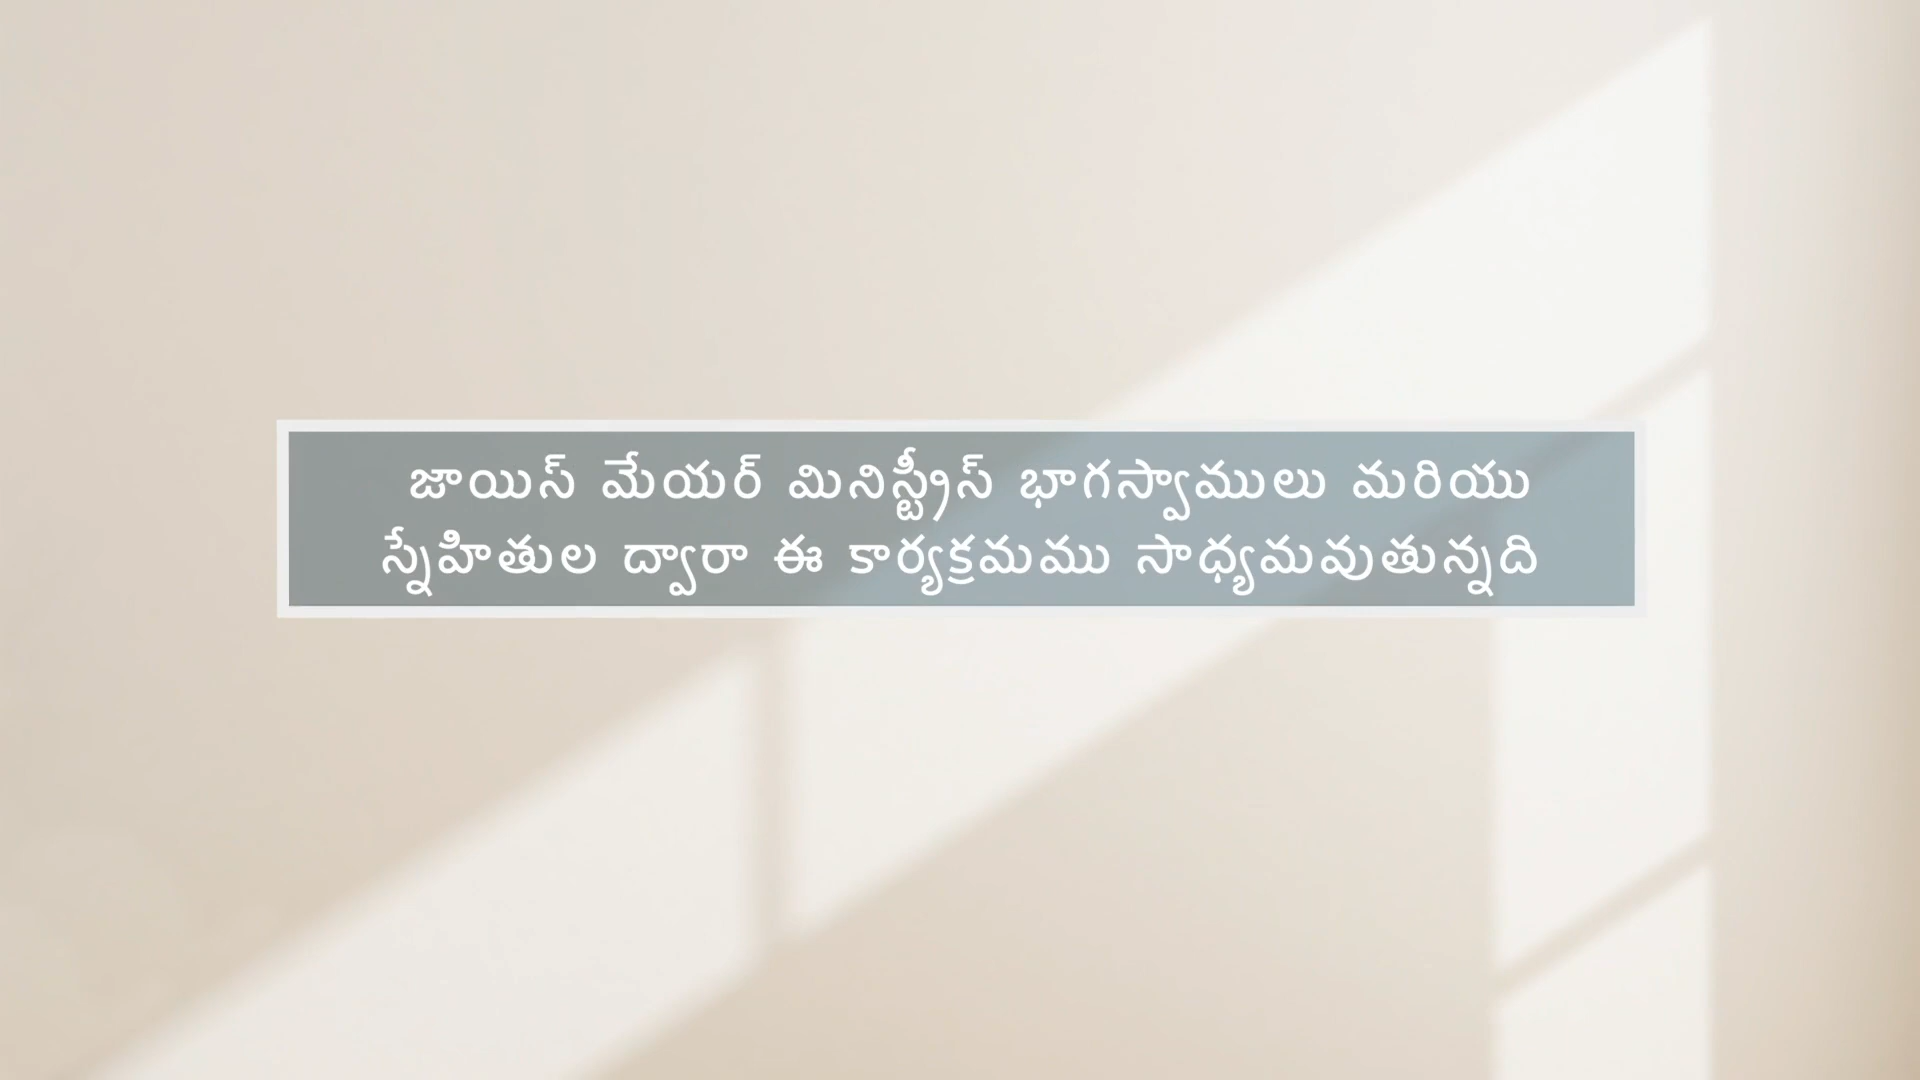 జాయిస్ మేయర్ మినిస్ట్రీస్ భాగస్వాములు మరియు
స్నేహితుల ద్వారా ఈ కార్యక్రమము సాధ్యమవుతున్నది